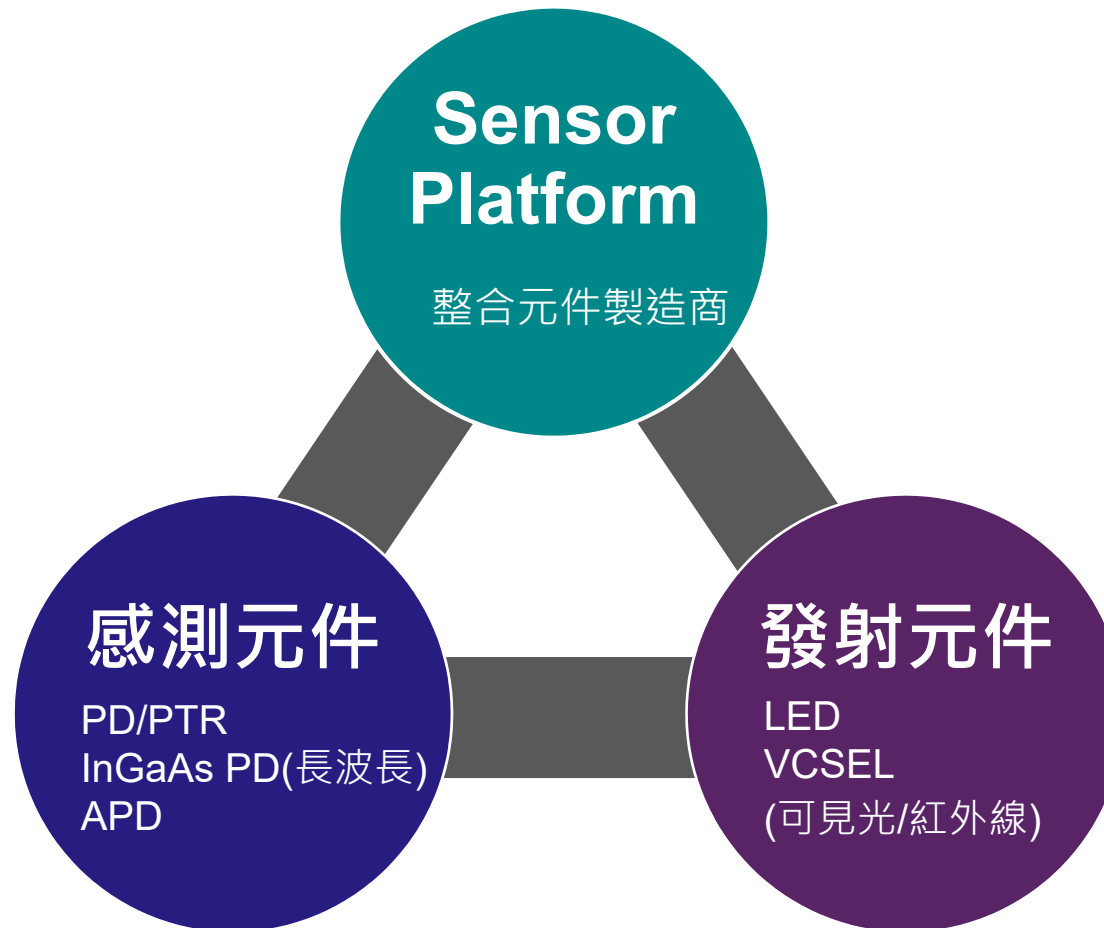 Sensor
Platform
整合元件製造商
感測元件
PD/PTR
InGaAs PD(長波長)
APD
發射元件
LED
VCSEL
(可見光/紅外線)